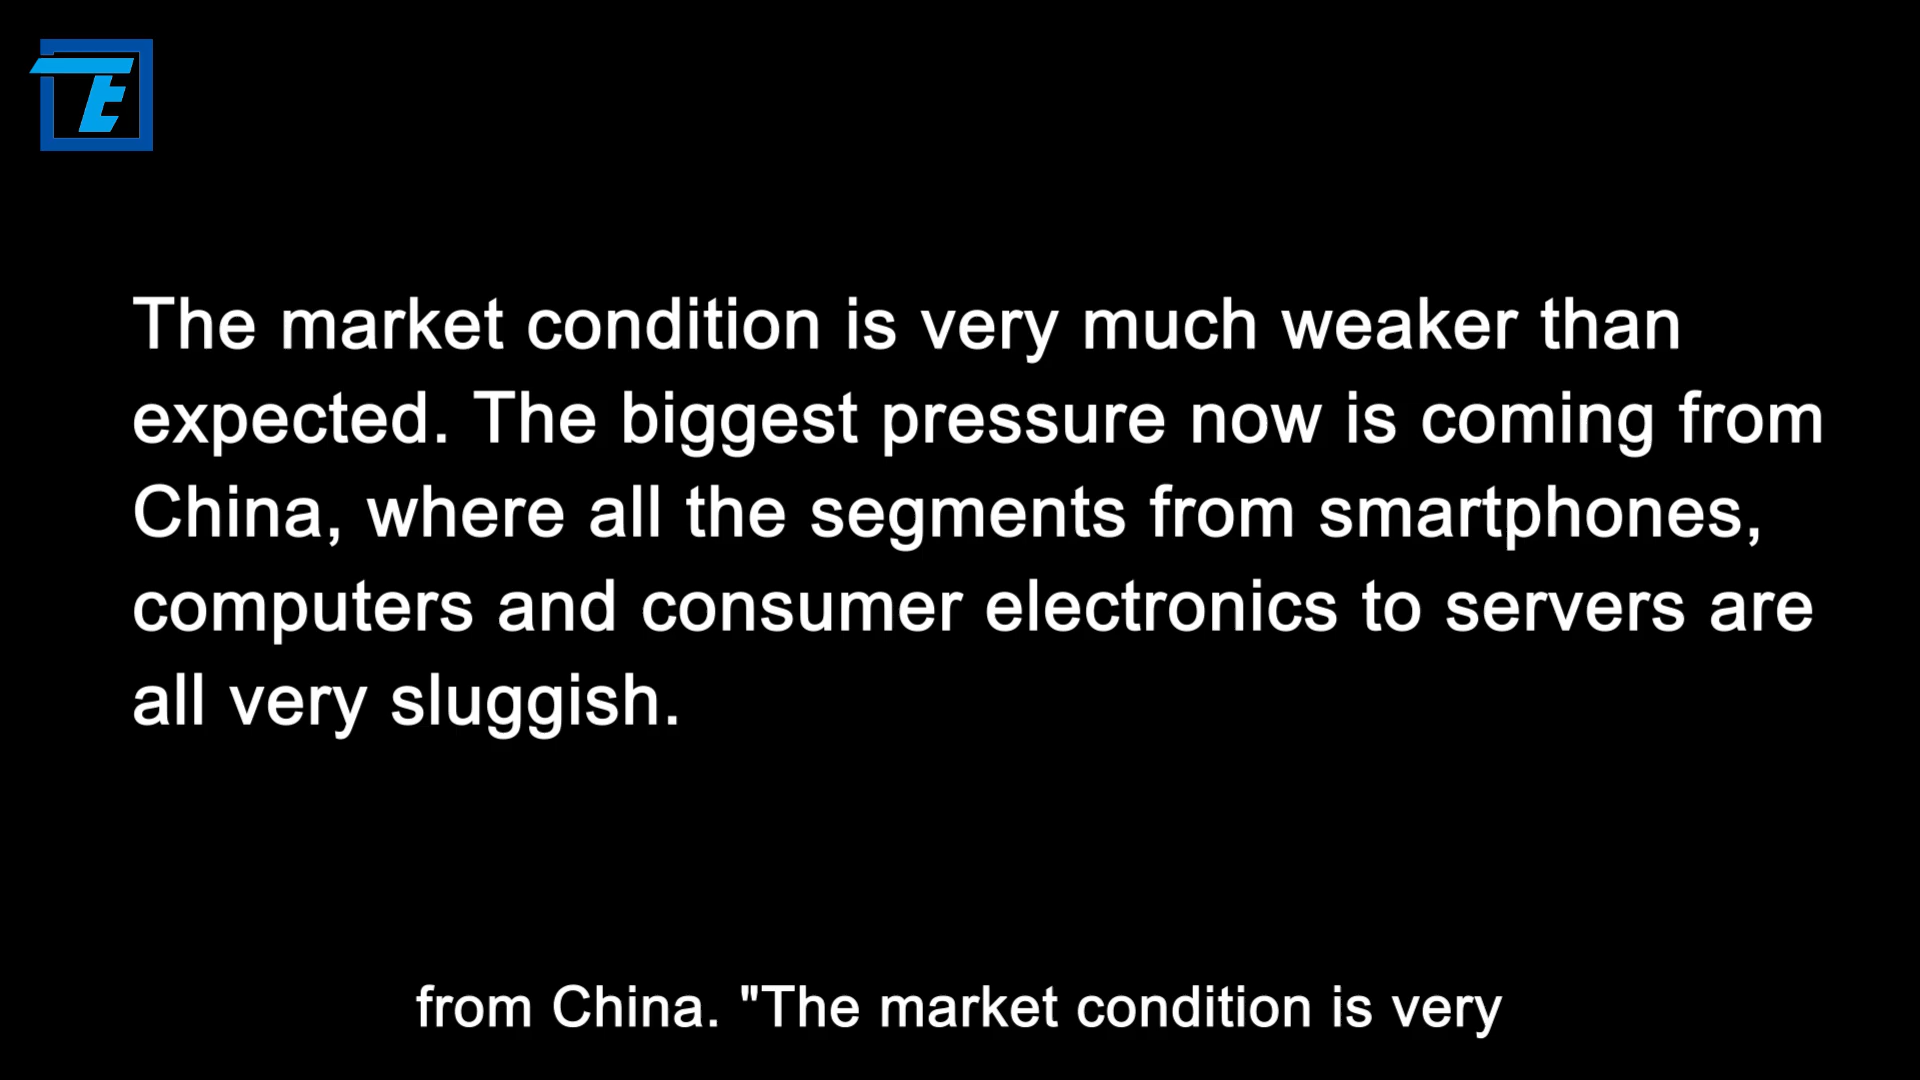 TE
The market condition is very much weaker than
expected. The biggest pressure now is coming from
China, where all the segments from smartphones,
computers and consumer electronics to servers are
all very sluggish.
from China. "The market condition is very